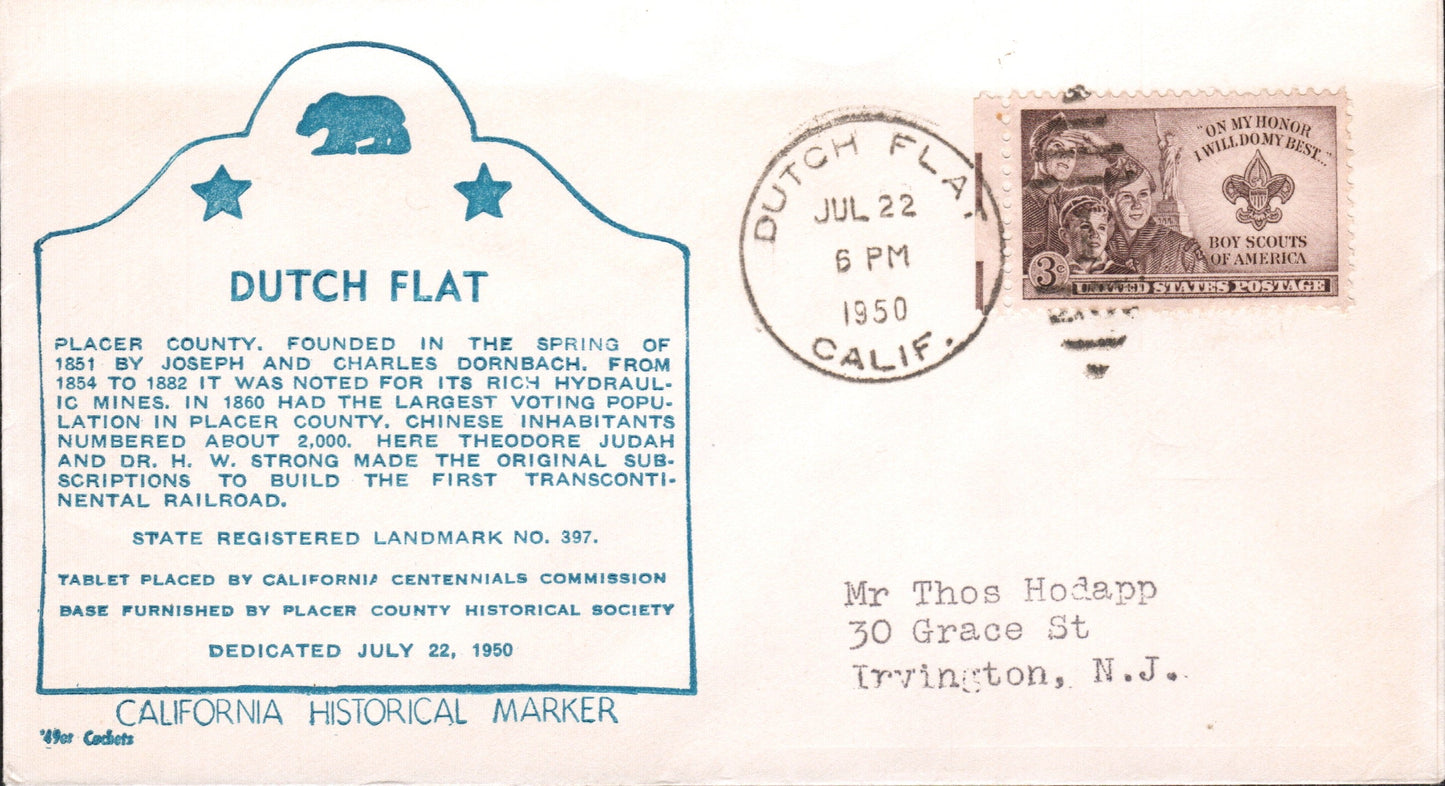 DUTCH FLAT
PLACER COUNTY. FOUNDED IN THE SPRING OF
1851 BY JOSEPH AND CHARLES DORNBACH. FROM
1854 TO 1882 IT WAS NOTED FOR ITS RICH HYDRAUL-
IC MINES. IN 1860 HAD THE LARGEST VOTING POPU-
LATION IN PLACER COUNTY. CHINESE INHABITANTS
NUMBERED ABOUT 2,000. HERE THEODORE JUDAH
AND DR. H. W. STRONG MADE THE ORIGINAL SUB-
SCRIPTIONS TO BUILD THE FIRST TRANSCONTI-
NENTAL RAILROAD.
STATE REGISTERED LANDMARK NO. 397.
TABLET PLACED BY CALIFORNIA CENTENNIALS COMMISSION
BASE FURNISHED BY PLACER COUNTY HISTORICAL SOCIETY
DEDICATED JULY 22, 1950
CALIFORNIA HISTORICAL MARKER
'49er Cachets
DUTCH FLAT,
JUL 22
6 PM
1950
CALIF.
"ON MY HONOR
I WILL DO MY BEST..."
BOY SCOUTS
OF AMERICA
3¢
UNITED STATES POSTAGE
Mr Thos Hodapp
30 Grace St
Irvington, N.J.